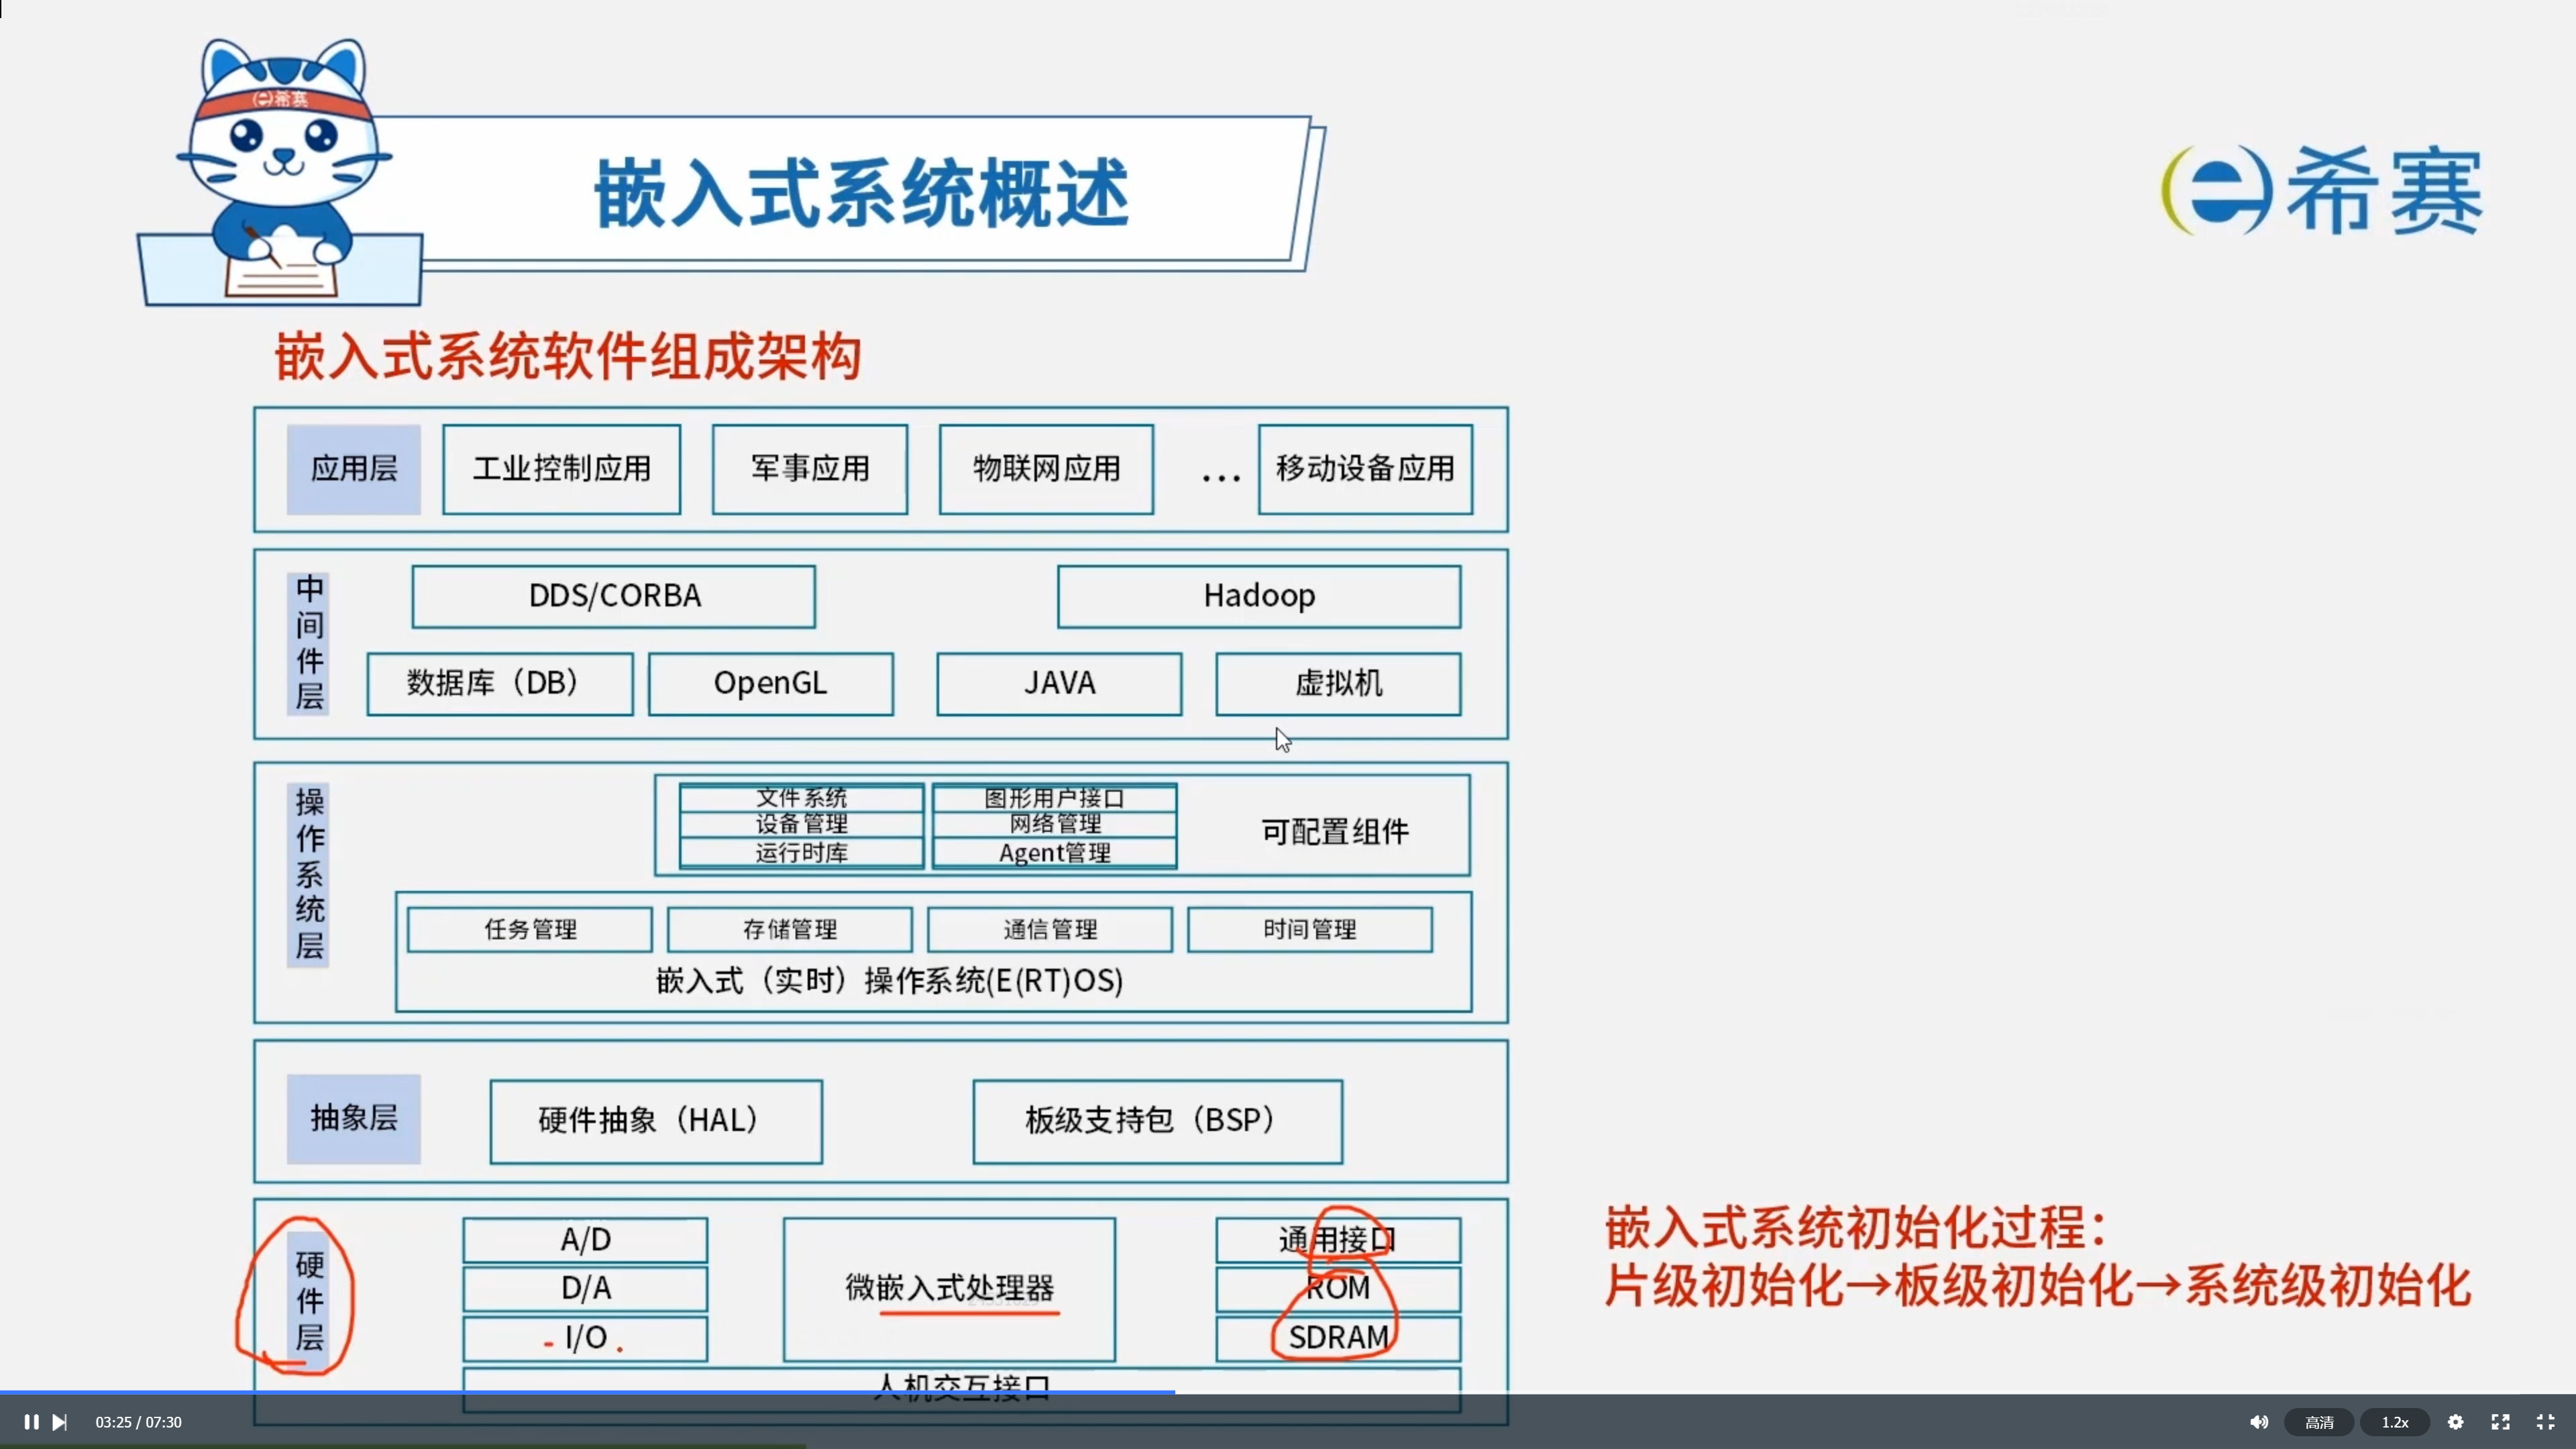 希赛
嵌入式系统概述
希赛
嵌入式系统软件组成架构
应用层
工业控制应用
军事应用
物联网应用
...
移动设备应用
中间件层
DDS/CORBA
Hadoop
数据库（DB）
OpenGL
JAVA
虚拟机
操作系统层
文件系统
设备管理
运行时库
图形用户接口
网络管理
Agent管理
可配置组件
任务管理
存储管理
通信管理
时间管理
嵌入式（实时）操作系统(E(RT)OS)
抽象层
硬件抽象（HAL）
板级支持包（BSP）
硬件层
A/D
D/A
I/O
微嵌入式处理器
通用接口
ROM
SDRAM
人机交互接口
嵌入式系统初始化过程：
片级初始化→板级初始化→系统级初始化
03:25 / 07:30
高清
1.2x